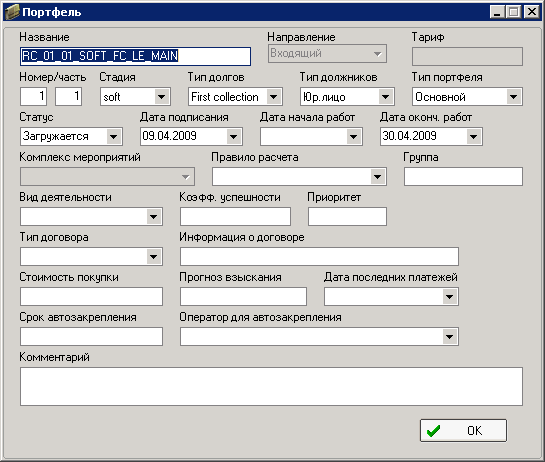 Портфель
Название Направление Тариф
RC_01_01_SOFT_FC_LE_MAIN Входящий
Номер/часть Стадия Тип долгов Тип должников Тип портфеля
1 1 soft First collection Юр.лицо Основной
Статус Дата подписания Дата начала работ Дата оконч. работ
Загружается 09.04.2009 30.04.2009
Комплекс мероприятий Правило расчета Группа
Вид деятельности Коэфф. успешности Приоритет
Тип договора Информация о договоре
Стоимость покупки Прогноз взыскания Дата последних платежей
Срок автозакрепления Оператор для автозакрепления
Комментарий
OK